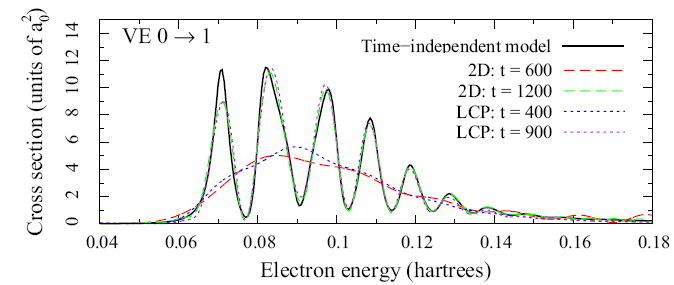 VE 0 → 1
Time−independent model
2D: t = 600
2D: t = 1200
LCP: t = 400
LCP: t = 900
Cross section (units of a₀²)
14
12
10
8
6
4
2
0
0.04 0.06 0.08 0.1 0.12 0.14 0.16 0.18
Electron energy (hartrees)